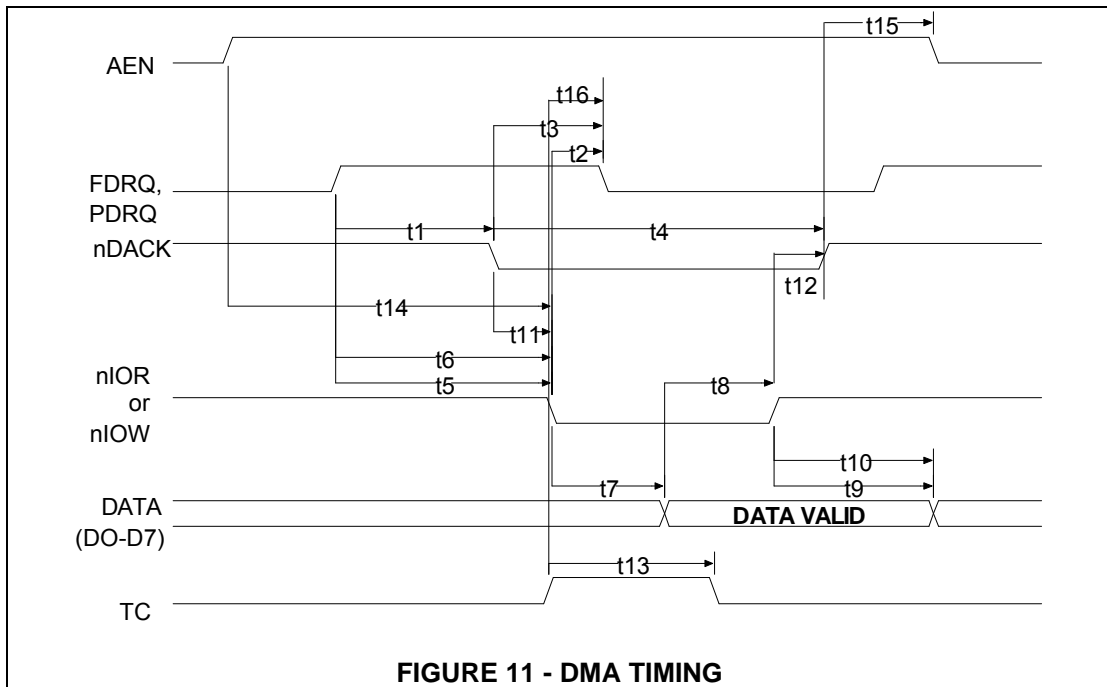 t15
AEN
t16
t3
t2
FDRQ,
PDRQ
t1
t4
nDACK
t12
t14
t11
t6
nIOR
or
nIOW
t5
t8
t10
t7
t9
DATA
(DO-D7)
DATA VALID
t13
TC
FIGURE 11 - DMA TIMING